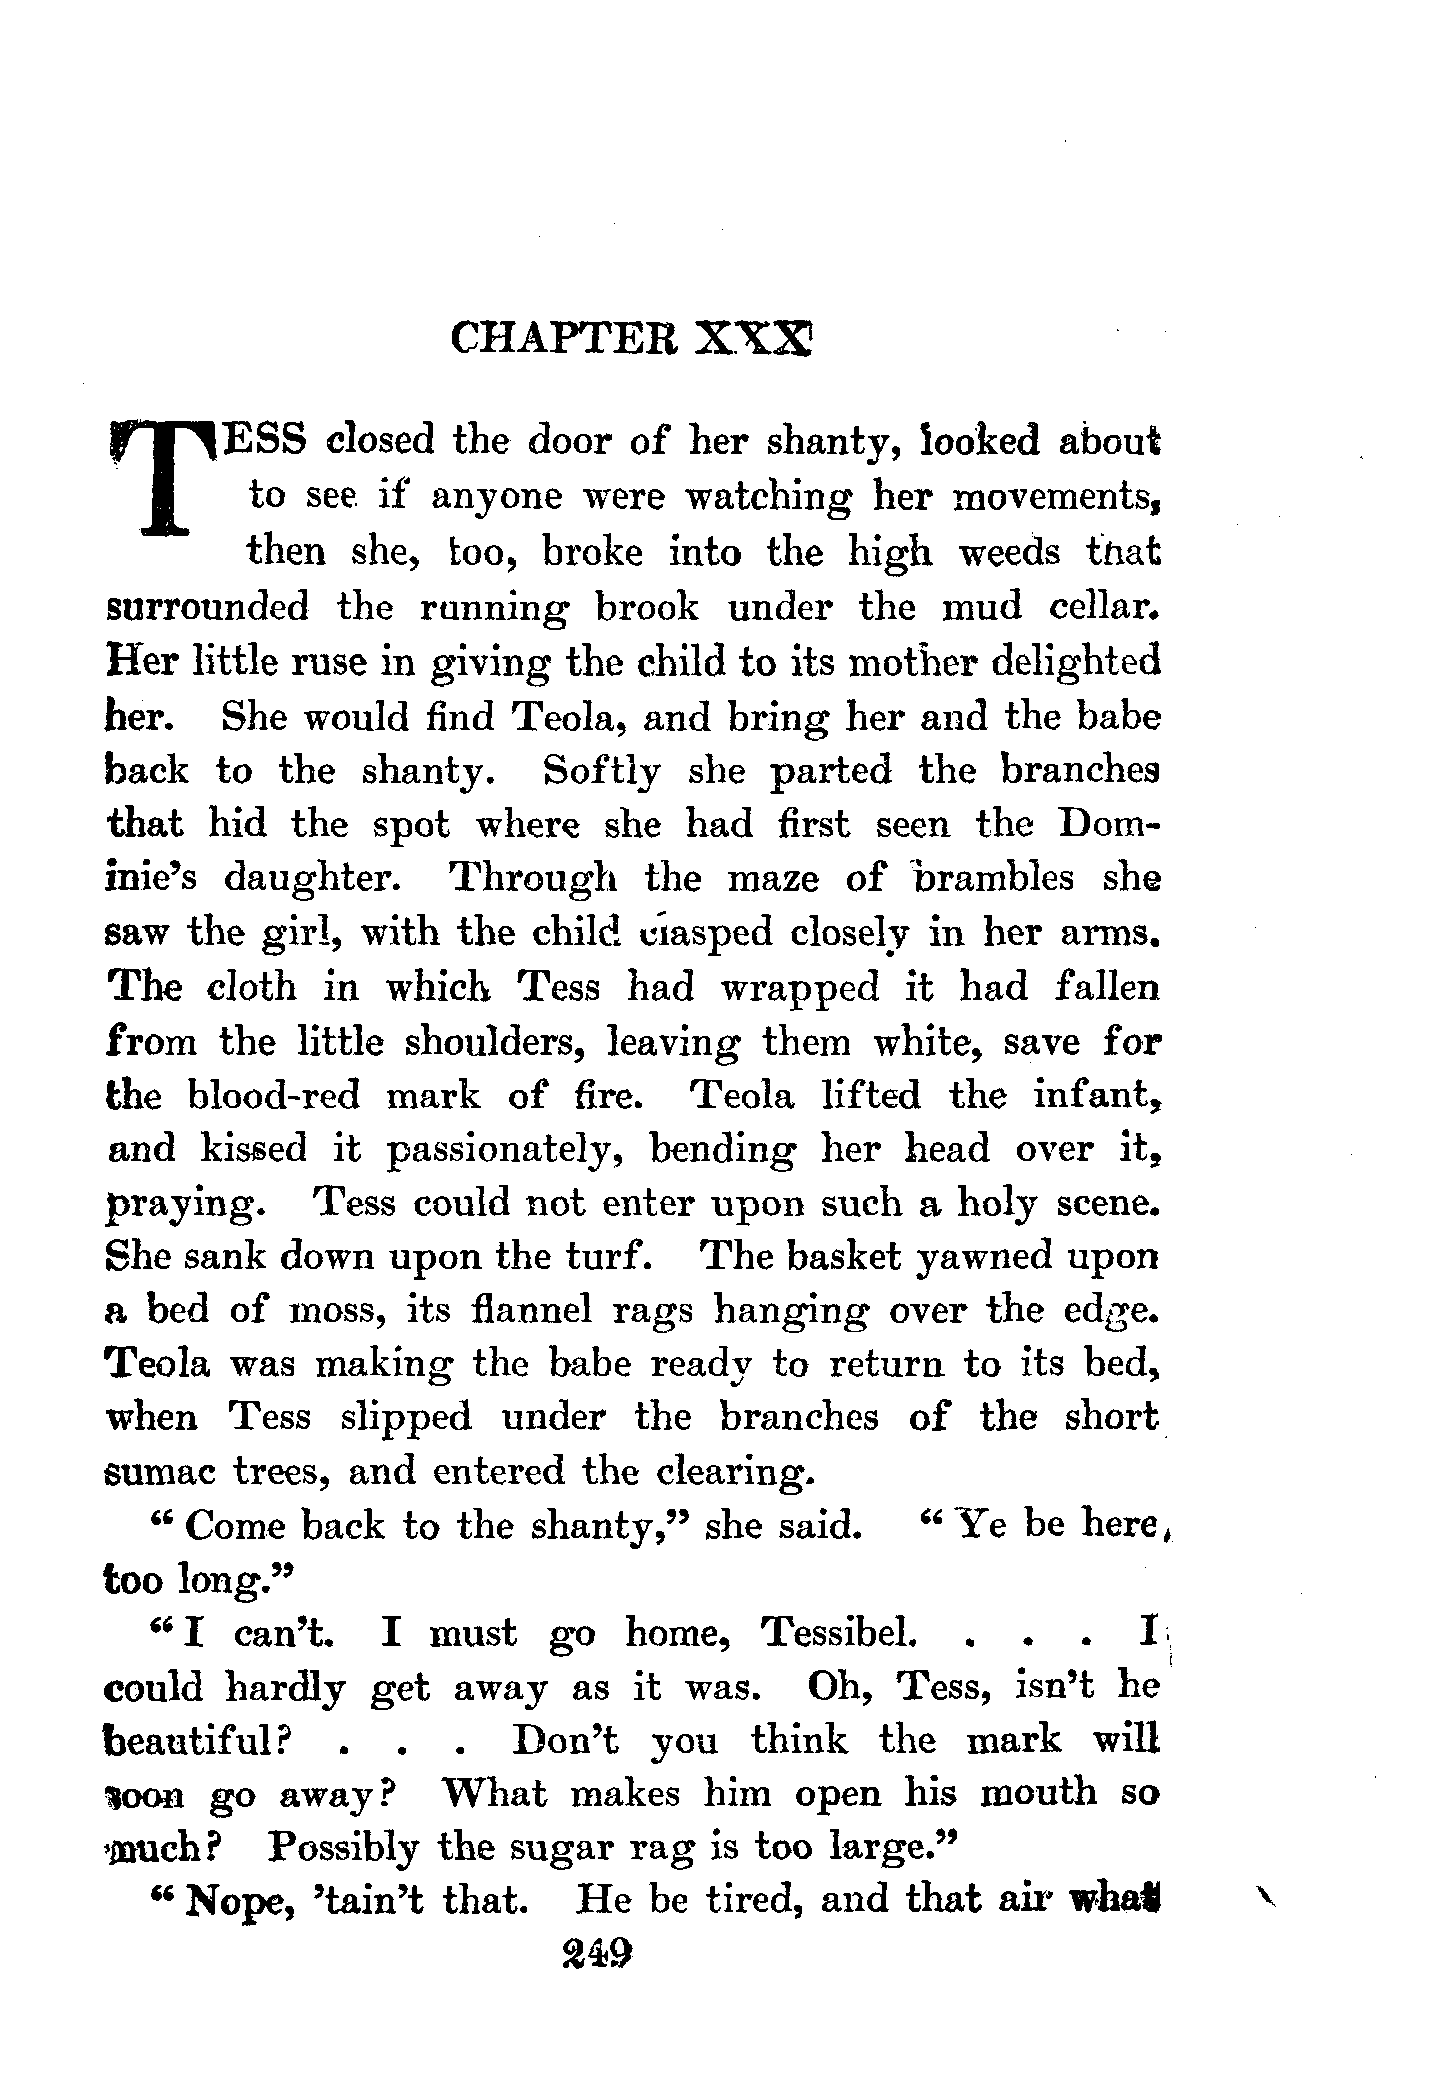 CHAPTER XXX
TESS closed the door of her shanty, looked about
to see if anyone were watching her movements,
then she, too, broke into the high weeds that
surrounded the running brook under the mud cellar.
Her little ruse in giving the child to its mother delighted
her. She would find Teola, and bring her and the babe
back to the shanty. Softly she parted the branches
that hid the spot where she had first seen the Dom-
inie's daughter. Through the maze of brambles she
saw the girl, with the child clasped closely in her arms.
The cloth in which Tess had wrapped it had fallen
from the little shoulders, leaving them white, save for
the blood-red mark of fire. Teola lifted the infant,
and kissed it passionately, bending her head over it,
praying. Tess could not enter upon such a holy scene.
She sank down upon the turf. The basket yawned upon
a bed of moss, its flannel rags hanging over the edge.
Teola was making the babe ready to return to its bed,
when Tess slipped under the branches of the short
sumac trees, and entered the clearing.
"Come back to the shanty," she said. "Ye be here,
too long."
"I can't. I must go home, Tessibel. . . . I
could hardly get away as it was. Oh, Tess, isn't he
beautiful? . . . Don't you think the mark will
soon go away? What makes him open his mouth so
much? Possibly the sugar rag is too large."
"Nope, 'tain't that. He be tired, and that air what
249